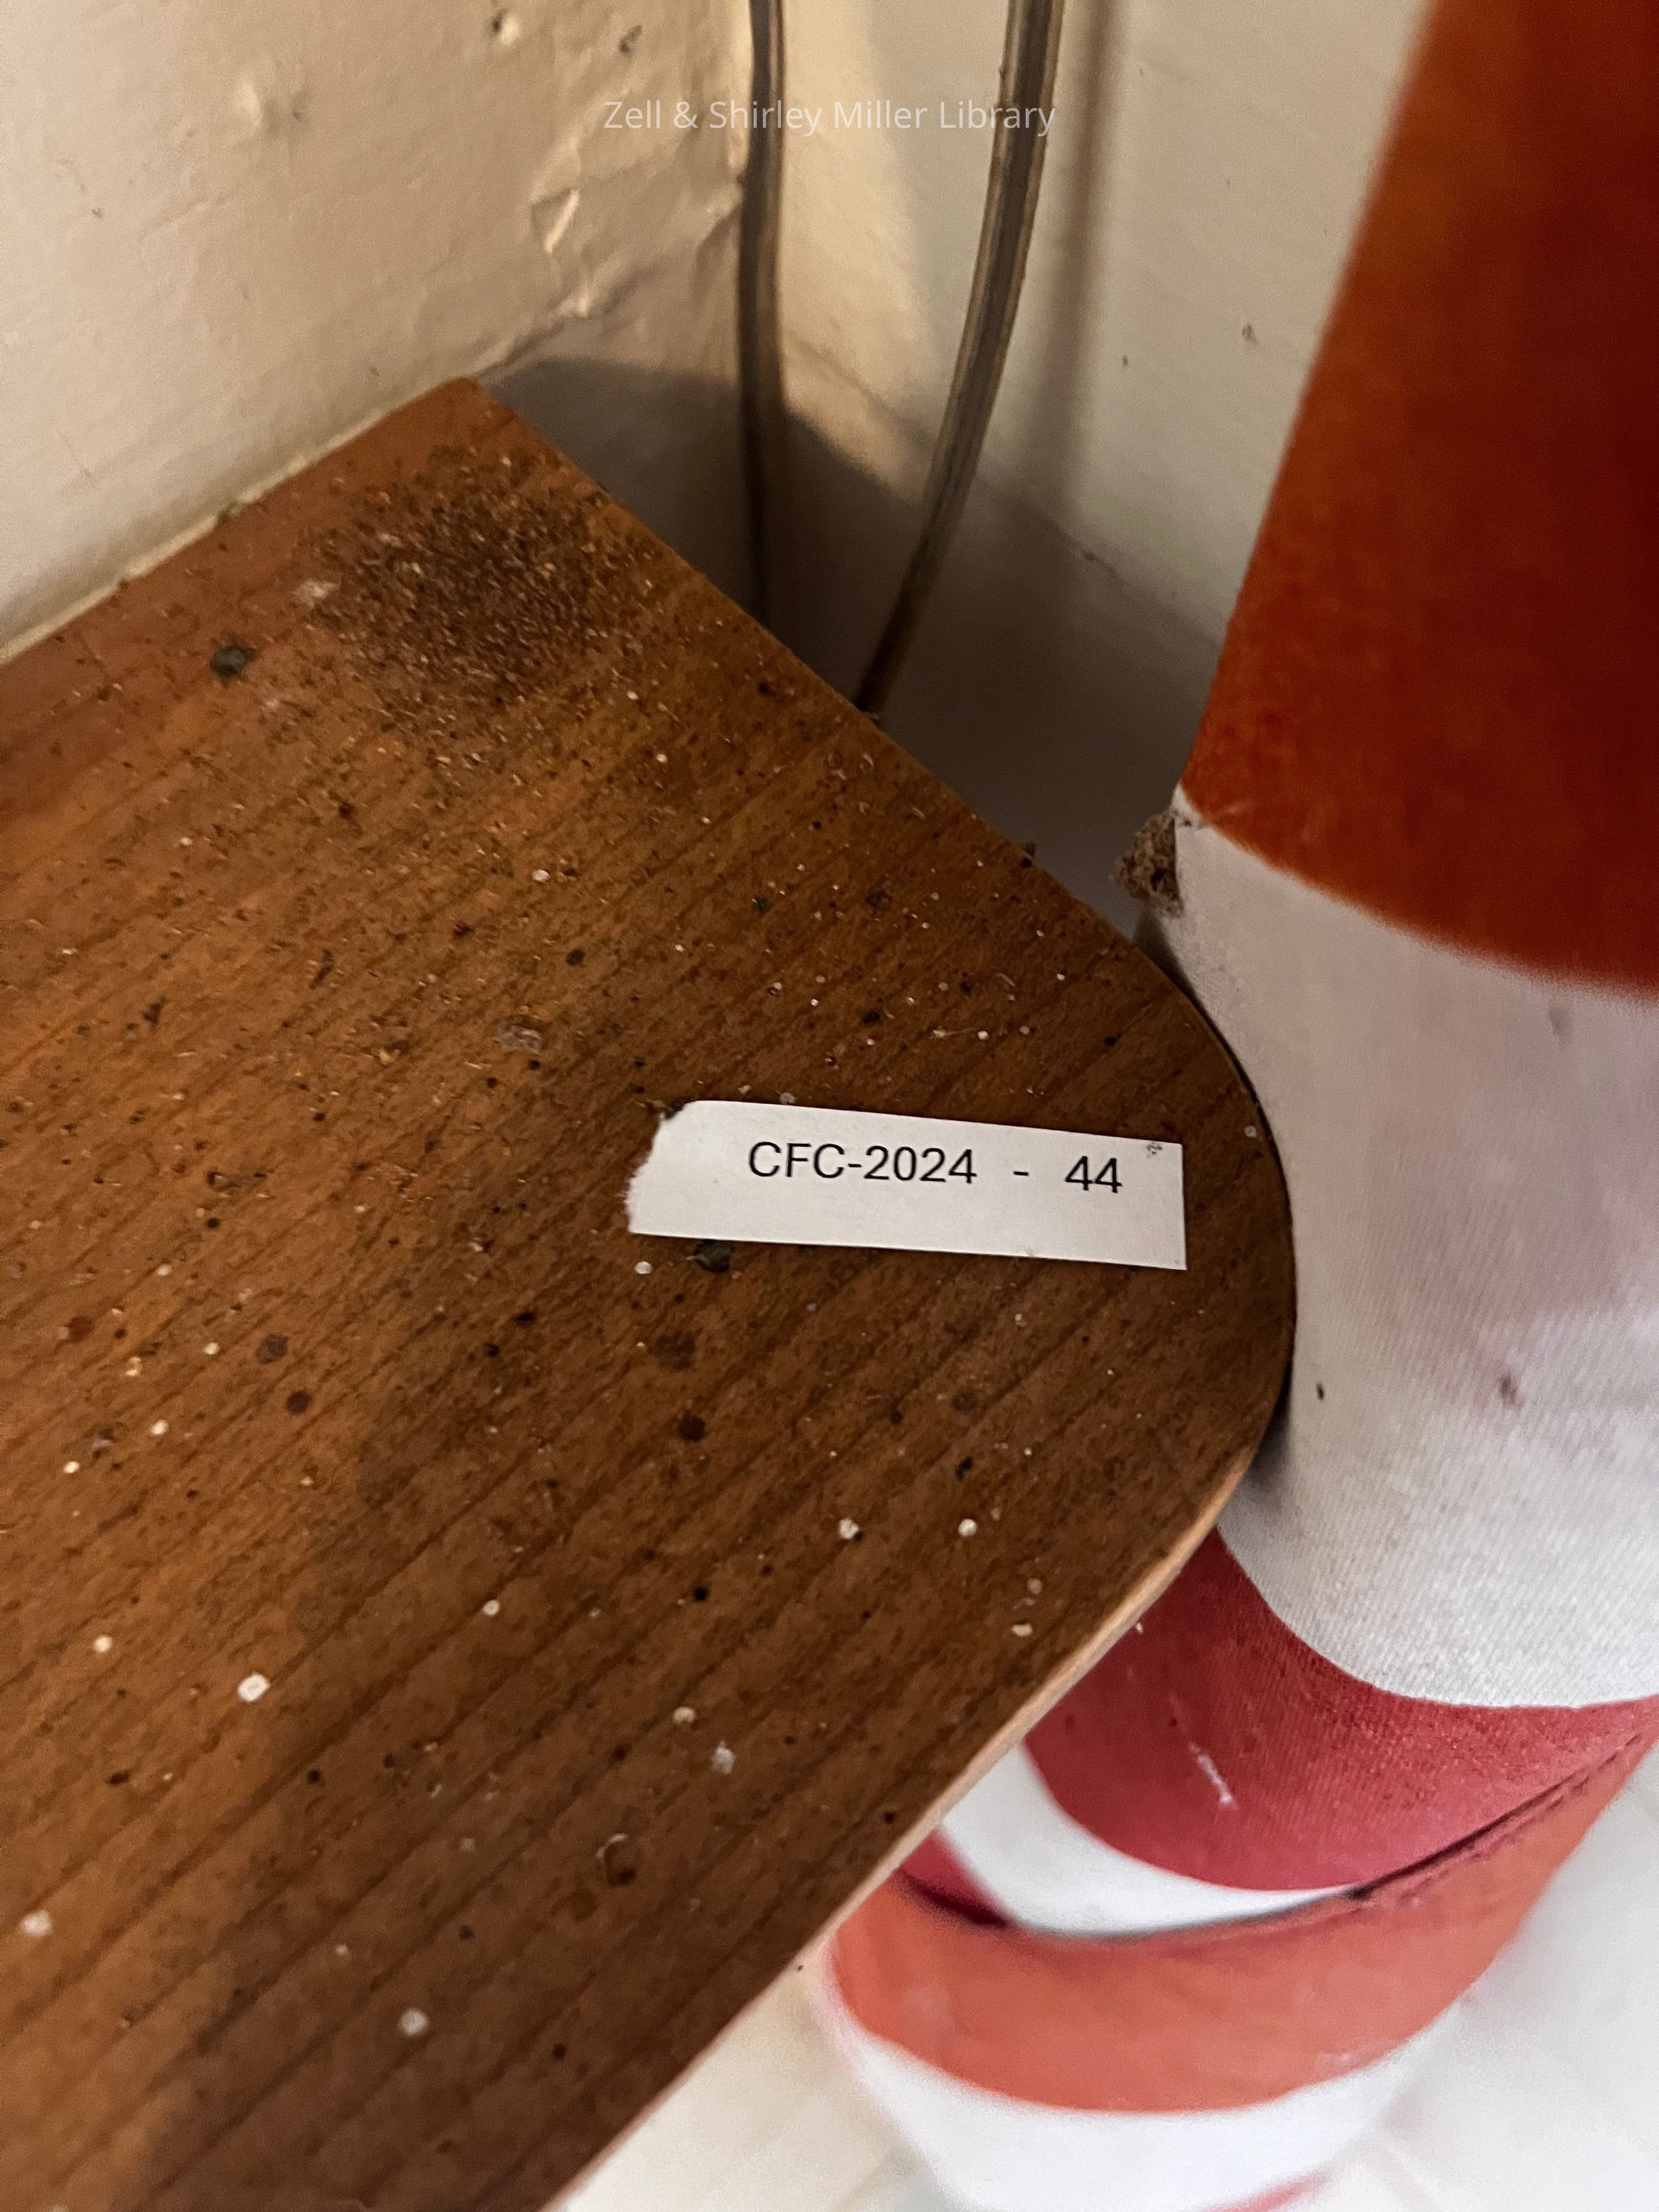 Zell & Shirley Miller Library
CFC-2024 - 44